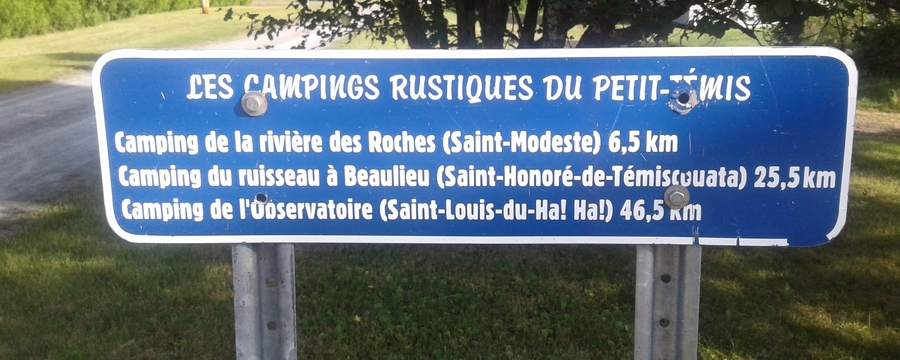 LES CAMPINGS RUSTIQUES DU PETIT-TÉMIS
Camping de la rivière des Roches (Saint-Modeste) 6,5 km
Camping du ruisseau à Beaulieu (Saint-Honoré-de-Témiscouata) 25,5 km
Camping de l'Observatoire (Saint-Louis-du-Ha! Ha!) 46,5 km